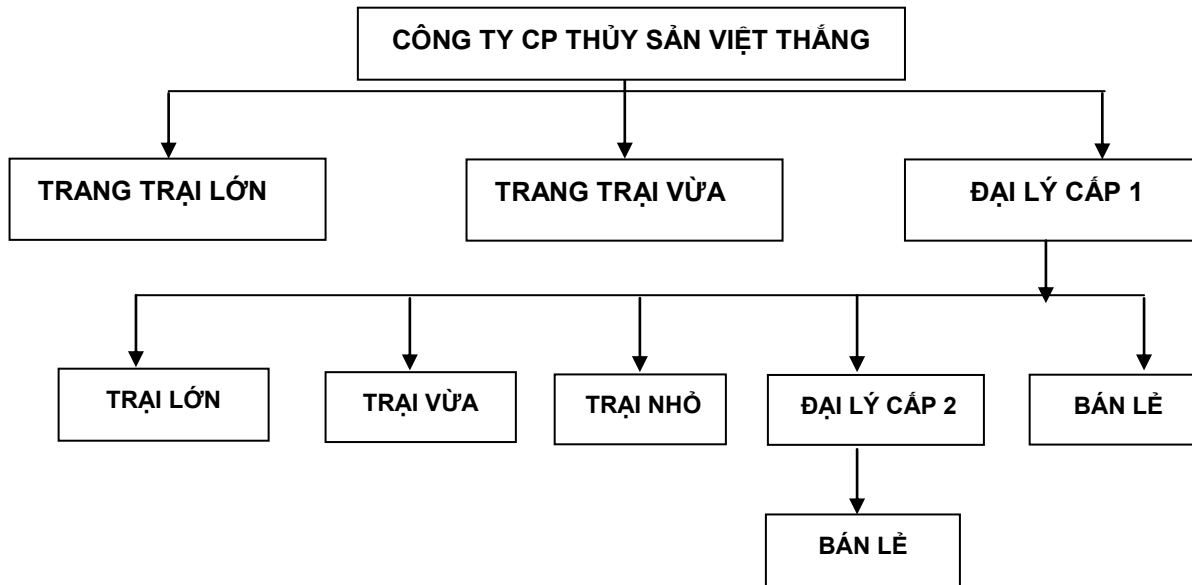 CÔNG TY CP THỦY SẢN VIỆT THẮNG
TRANG TRẠI LỚN
TRANG TRẠI VỪA
ĐẠI LÝ CẤP 1
TRẠI LỚN
TRẠI VỪA
TRẠI NHỎ
ĐẠI LÝ CẤP 2
BÁN LẺ
BÁN LẺ